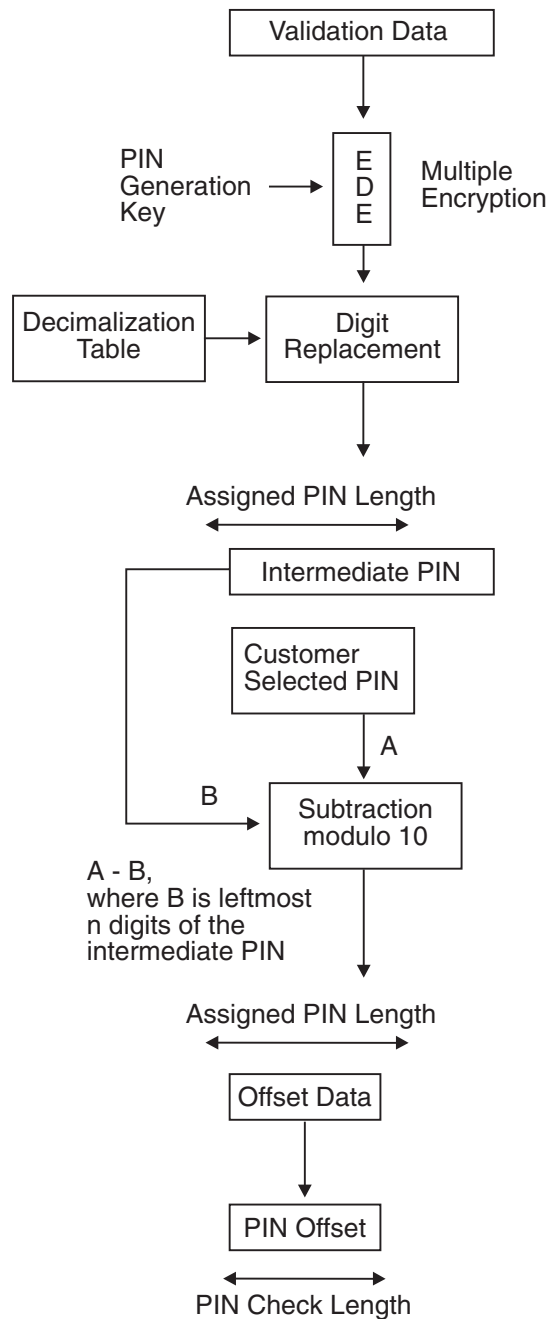 Validation Data
PIN
Generation
Key
E
D
E
Multiple
Encryption
Decimalization
Table
Digit
Replacement
Assigned PIN Length
Intermediate PIN
Customer
Selected PIN
A
B
Subtraction
modulo 10
A - B,
where B is leftmost
n digits of the
intermediate PIN
Assigned PIN Length
Offset Data
PIN Offset
PIN Check Length